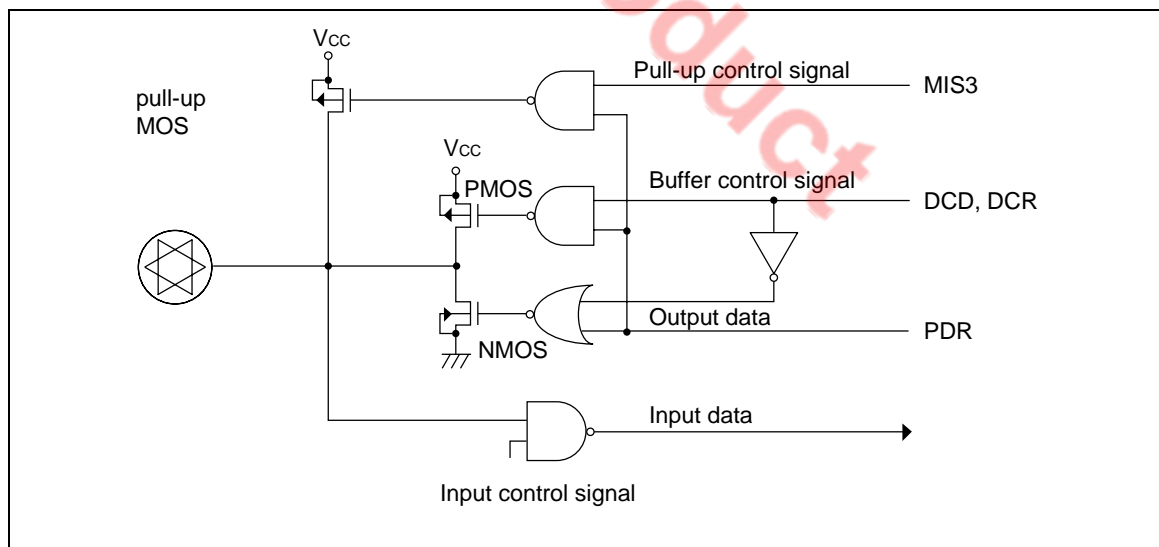 VCC
pull-up
MOS
Pull-up control signal
MIS3
VCC
PMOS
Buffer control signal
DCD, DCR
Output data
PDR
NMOS
Input data
Input control signal
oduct